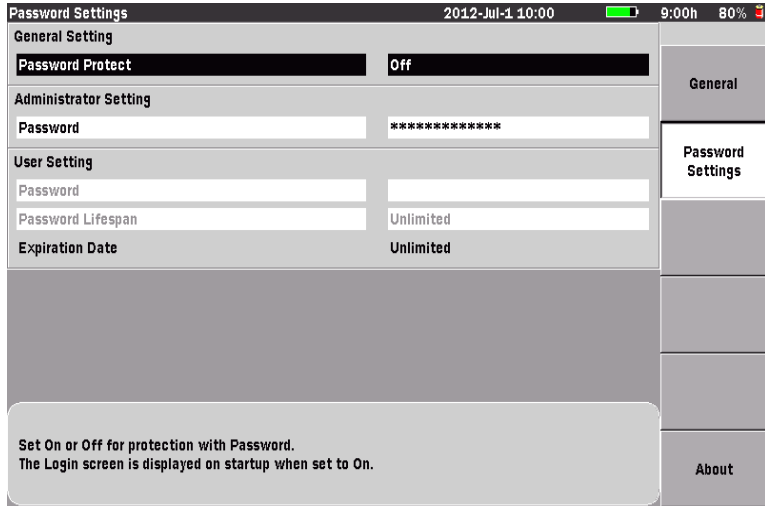 Password Settings 2012-Jul-1 10:00 9:00h 80%
General Setting
Password Protect Off
Administrator Setting
Password *************
User Setting
Password
Password Lifespan Unlimited
Expiration Date Unlimited
General
Password
Settings
About
Set On or Off for protection with Password.
The Login screen is displayed on startup when set to On.